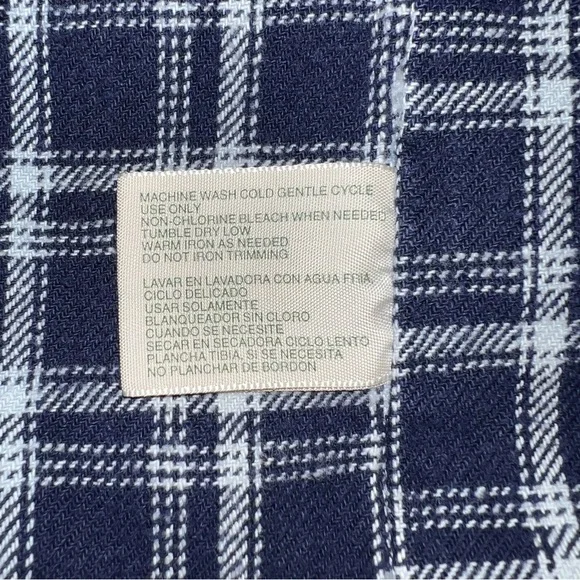 MACHINE WASH COLD GENTLE CYCLE
USE ONLY
NON-CHLORINE BLEACH WHEN NEEDED
TUMBLE DRY LOW
WARM IRON AS NEEDED
DO NOT IRON TRIMMING
LAVAR EN LAVADORA CON AGUA FRIA,
CICLO DELICADO
USAR SOLAMENTE
BLANQUEADOR SIN CLORO
CUANDO SE NECESITE
SECAR EN SECADORA CICLO LENTO
PLANCHA TIBIA, SI SE NECESITA
NO PLANCHAR DE BORDON